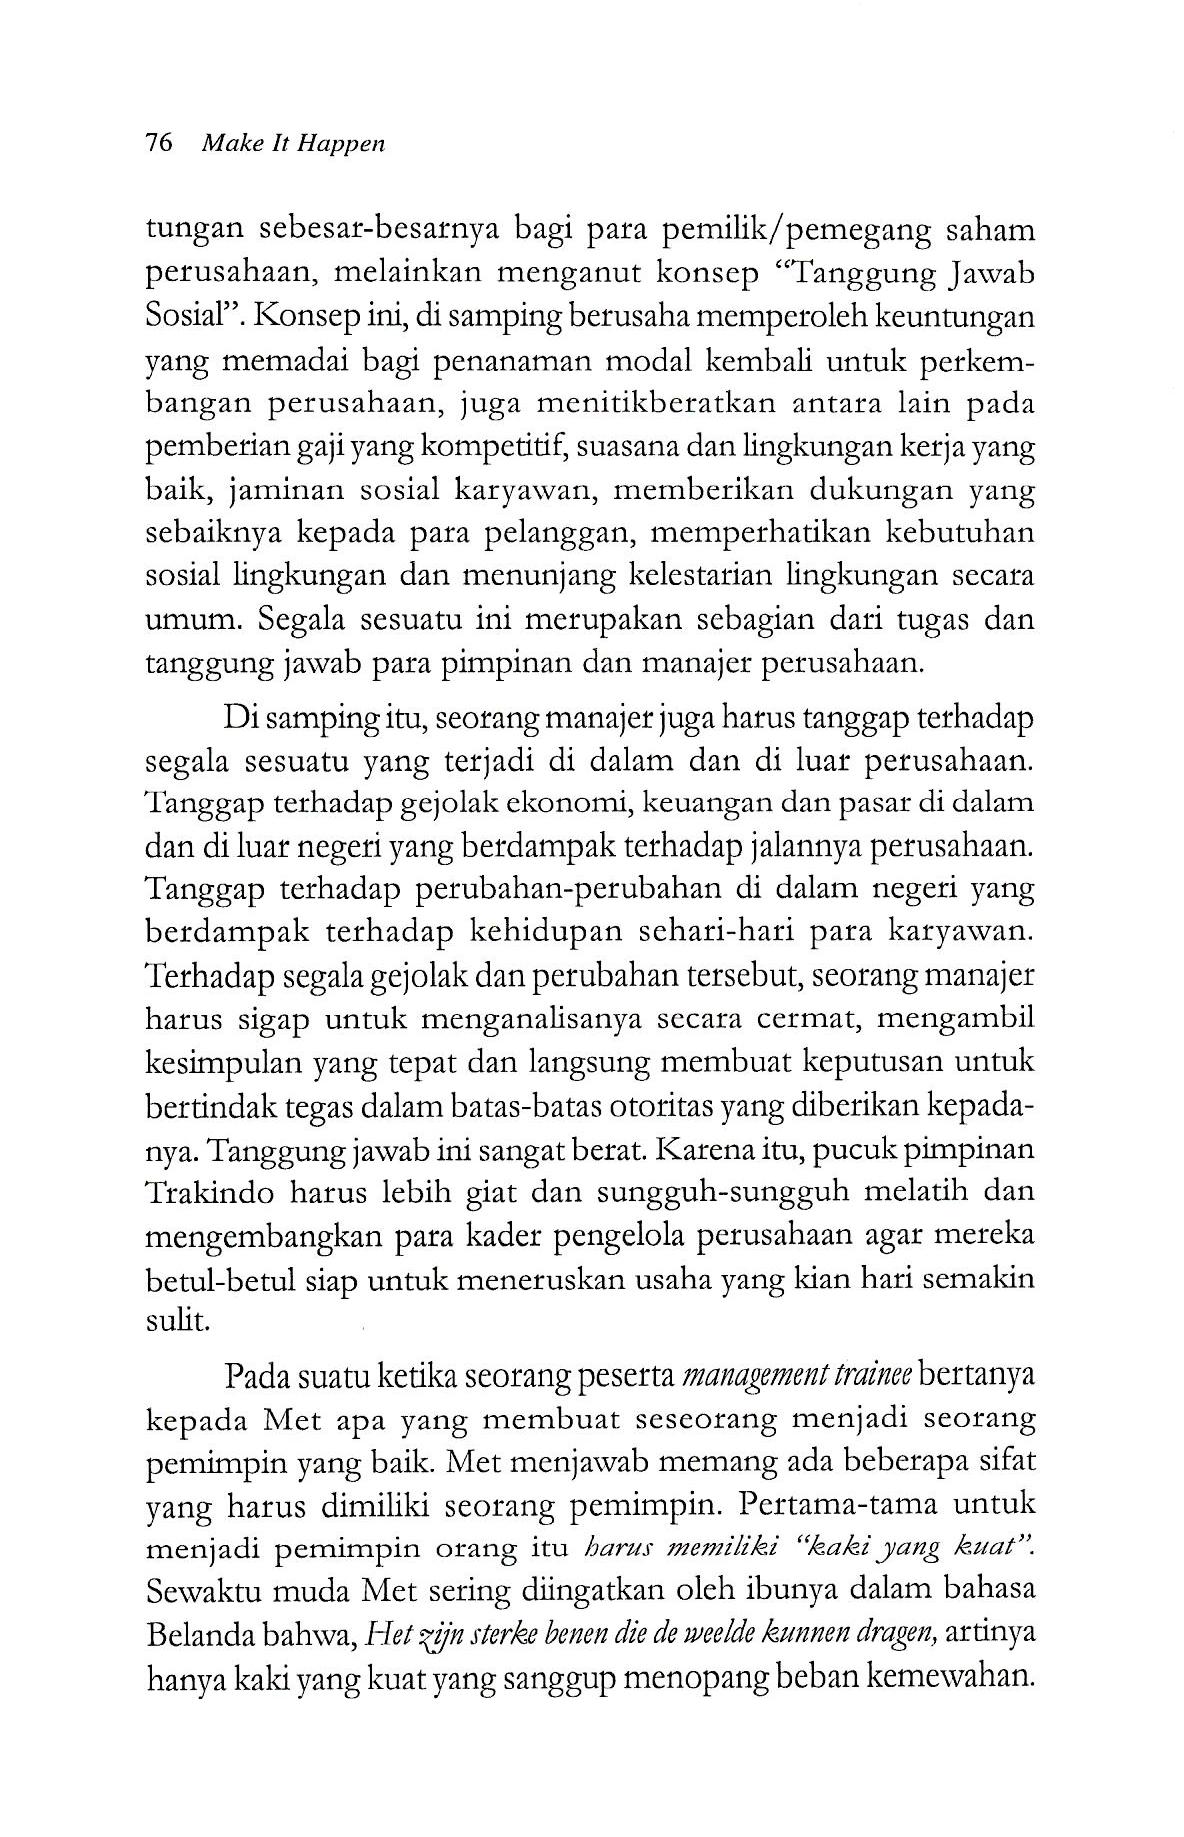 76 Make It Happen
tungan sebesar-besarnya bagi para pemilik/pemegang saham
perusahaan, melainkan menganut konsep “Tanggung Jawab
Sosial”. Konsep ini, di samping berusaha memperoleh keuntungan
yang memadai bagi penanaman modal kembali untuk perkem-
bangan perusahaan, juga menitikberatkan antara lain pada
pemberian gaji yang kompetitif, suasana dan lingkungan kerja yang
baik, jaminan sosial karyawan, memberikan dukungan yang
sebaiknya kepada para pelanggan, memperhatikan kebutuhan
sosial lingkungan dan menunjang kelestarian lingkungan secara
umum. Segala sesuatu ini merupakan sebagian dari tugas dan
tanggung jawab para pimpinan dan manajer perusahaan.
Di samping itu, seorang manajer juga harus tanggap terhadap
segala sesuatu yang terjadi di dalam dan di luar perusahaan.
Tanggap terhadap gejolak ekonomi, keuangan dan pasar di dalam
dan di luar negeri yang berdampak terhadap jalannya perusahaan.
Tanggap terhadap perubahan-perubahan di dalam negeri yang
berdampak terhadap kehidupan sehari-hari para karyawan.
Terhadap segala gejolak dan perubahan tersebut, seorang manajer
harus sigap untuk menganalisanya secara cermat, mengambil
kesimpulan yang tepat dan langsung membuat keputusan untuk
bertindak tegas dalam batas-batas otoritas yang diberikan kepada-
nya. Tanggung jawab ini sangat berat. Karena itu, pucuk pimpinan
Trakindo harus lebih giat dan sungguh-sungguh melatih dan
mengembangkan para kader pengelola perusahaan agar mereka
betul-betul siap untuk meneruskan usaha yang kian hari semakin
sulit.
Pada suatu ketika seorang peserta management trainee bertanya
kepada Met apa yang membuat seseorang menjadi seorang
pemimpin yang baik. Met menjawab memang ada beberapa sifat
yang harus dimiliki seorang pemimpin. Pertama-tama untuk
menjadi pemimpin orang itu harus memiliki “kaki yang kuat”.
Sewaktu muda Met sering diingatkan oleh ibunya dalam bahasa
Belanda bahwa, Het zijn sterke benen die de weelde kunnen dragen, artinya
hanya kaki yang kuat yang sanggup menopang beban kemewahan.